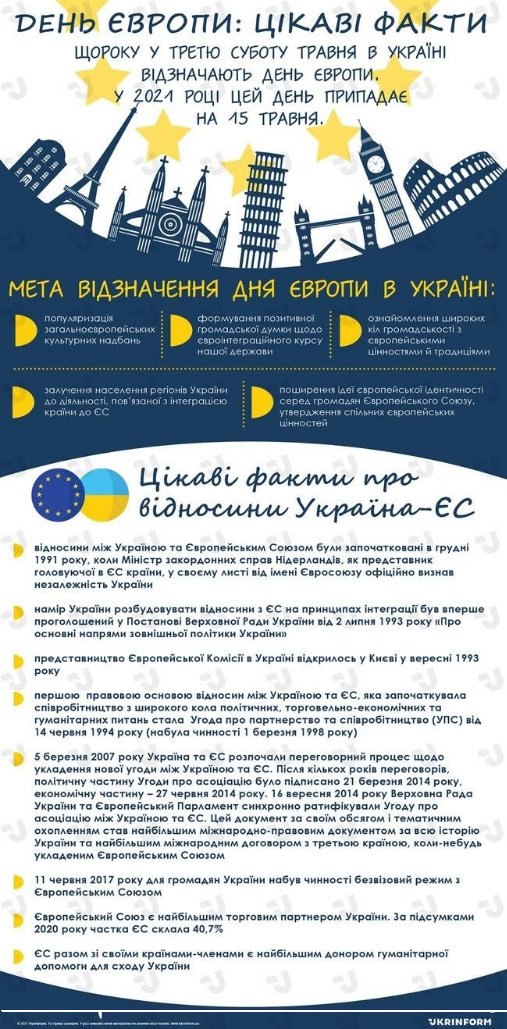 ДЕНЬ ЄВРОПИ: ЦІКАВІ ФАКТИ
ЩОРОКУ У ТРЕТЮ СУБОТУ ТРАВНЯ В УКРАЇНІ
ВІДЗНАЧАЮТЬ ДЕНЬ ЄВРОПИ.
У 2021 РОЦІ ЦЕЙ ДЕНЬ ПРИПАДАЄ
НА 15 ТРАВНЯ.
МЕТА ВІДЗНАЧЕННЯ ДНЯ ЄВРОПИ В УКРАЇНІ:
популяризація
загальноєвропейських
культурних надбань
формування позитивної
громадської думки щодо
євроінтеграційного курсу
нашої держави
ознайомлення широких
кіл громадськості з
європейськими
цінностями й традиціями
залучення населення регіонів України
до діяльності, пов'язаної з інтеграцією
країни до ЄС
поширення ідеї європейської ідентичності
серед громадян Європейського Союзу,
утвердження спільних європейських
цінностей
Цікаві факти про
відносини Україна–ЄС
відносини між Україною та Європейським Союзом були започатковані в грудні
1991 року, коли Міністр закордонних справ Нідерландів, як представник
головуючої в ЄС країни, у своєму листі від імені Євросоюзу офіційно визнав
незалежність України
намір України розбудовувати відносини з ЄС на принципах інтеграції був вперше
проголошений у Постанові Верховної Ради України від 2 липня 1993 року «Про
основні напрями зовнішньої політики України»
представництво Європейської Комісії в Україні відкрилось у Києві у вересні 1993
року
першою правовою основою відносин між Україною та ЄС, яка започаткувала
співробітництво з широкого кола політичних, торговельно-економічних та
гуманітарних питань стала Угода про партнерство та співробітництво (УПС) від
14 червня 1994 року (набула чинності 1 березня 1998 року)
5 березня 2007 року Україна та ЄС розпочали переговорний процес щодо
укладення нової угоди між Україною та ЄС. Після кількох років переговорів,
політичну частину Угоди про асоціацію було підписано 21 березня 2014 року,
економічну частину – 27 червня 2014 року. 16 вересня 2014 року Верховна Рада
України та Європейський Парламент синхронно ратифікували Угоду про
асоціацію між Україною та ЄС. Цей документ за своїм обсягом і тематичним
охопленням став найбільшим міжнародно-правовим документом за всю історію
України та найбільшим міжнародним договором з третьою країною, коли-небудь
укладеним Європейським Союзом
11 червня 2017 року для громадян України набув чинності безвізовий режим з
Європейським Союзом
Європейський Союз є найбільшим торговим партнером України. За підсумками
2020 року частка ЄС склала 40,7%
ЄС разом зі своїми країнами-членами є найбільшим донором гуманітарної
допомоги для сходу України
UKRINFORM